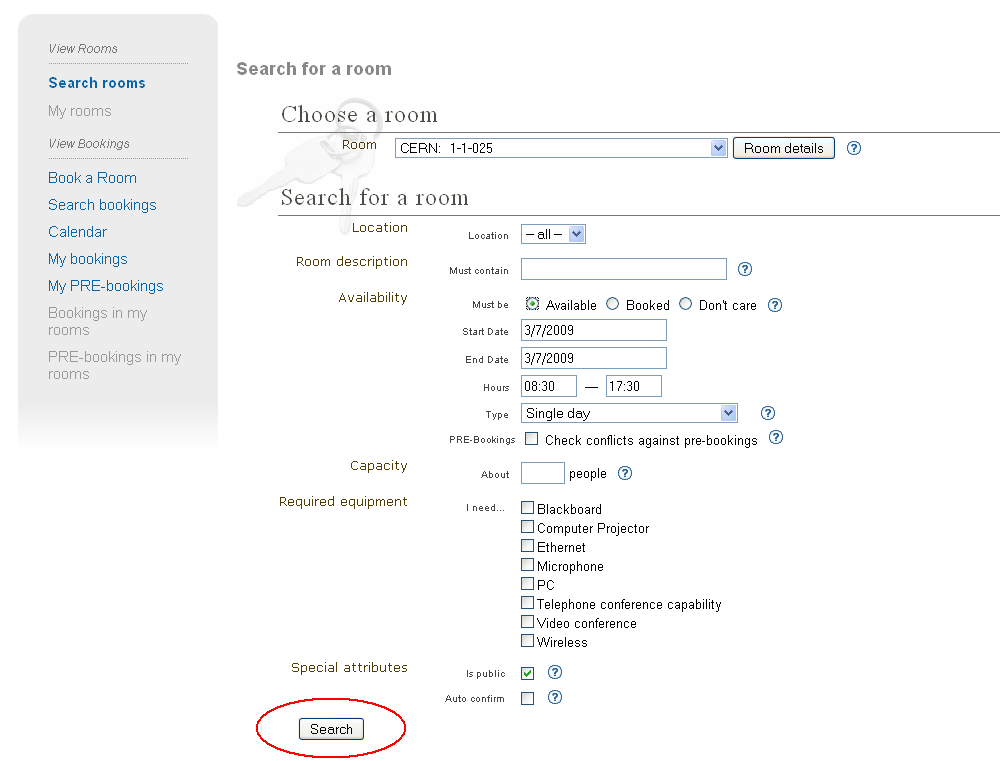 View Rooms
Search rooms
My rooms
View Bookings
Book a Room
Search bookings
Calendar
My bookings
My PRE-bookings
Bookings in my
rooms
PRE-bookings in my
rooms
Search for a room
Choose a room
Room CERN: 1-1-025 Room details ?
Search for a room
Location Location -- all -- 
Room description Must contain ?
Availability Must be Available Booked Don't care ?
Start Date 3/7/2009
End Date 3/7/2009
Hours 08:30 — 17:30
Type Single day ?
PRE-Bookings Check conflicts against pre-bookings ?
Capacity About people ?
Required equipment I need... Blackboard
Computer Projector
Ethernet
Microphone
PC
Telephone conference capability
Video conference
Wireless
Special attributes Is public ?
Auto confirm ?
Search